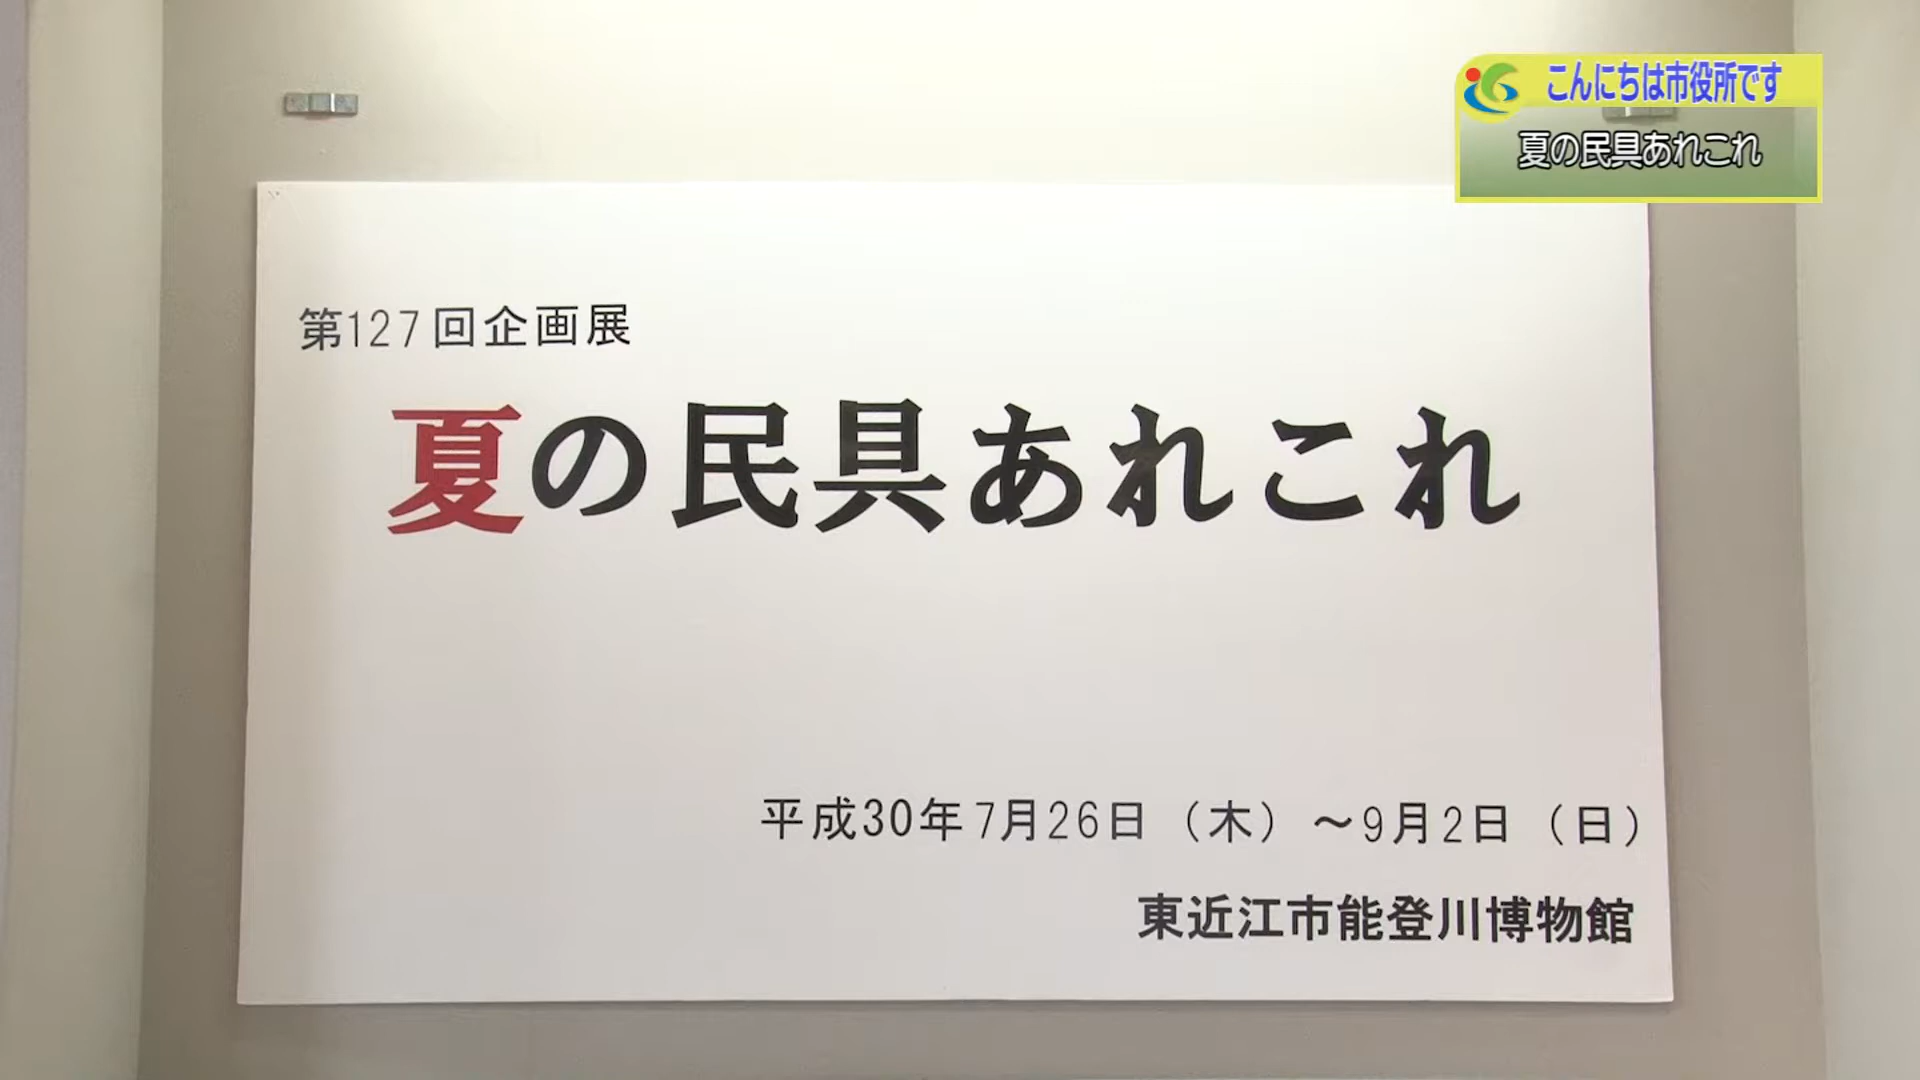 こんにちは市役所です
夏の民具あれこれ
第127回企画展
夏の民具あれこれ
平成30年7月26日（木）～9月2日（日）
東近江市能登川博物館